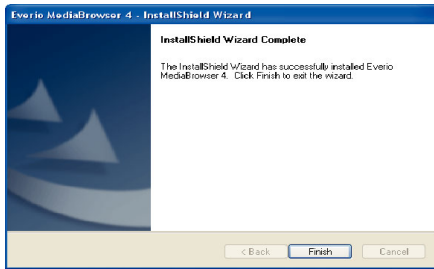 Everio MediaBrowser 4 - InstallShield Wizard
InstallShield Wizard Complete
The InstallShield Wizard has successfully installed Everio
MediaBrowser 4. Click Finish to exit the wizard.
< Back Finish Cancel